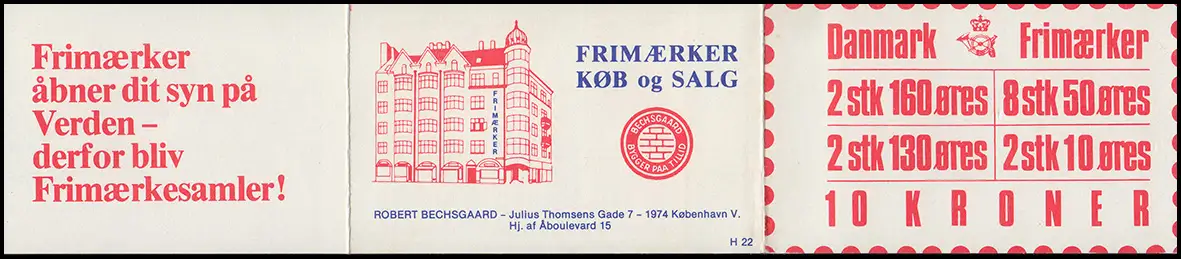 Frimærker
åbner dit syn på
Verden –
derfor bliv
Frimærkesamler!
FRIMÆRKER
FRIMÆRKER
KØB og SALG
BECHSGAARD
BYGGER PAA TILLID
ROBERT BECHSGAARD – Julius Thomsens Gade 7 – 1974 København V.
Hj. af Åboulevard 15
H 22
Danmark Frimærker
2 stk 160 øres 8 stk 50 øres
2 stk 130 øres 2 stk 10 øres
10 KRONER